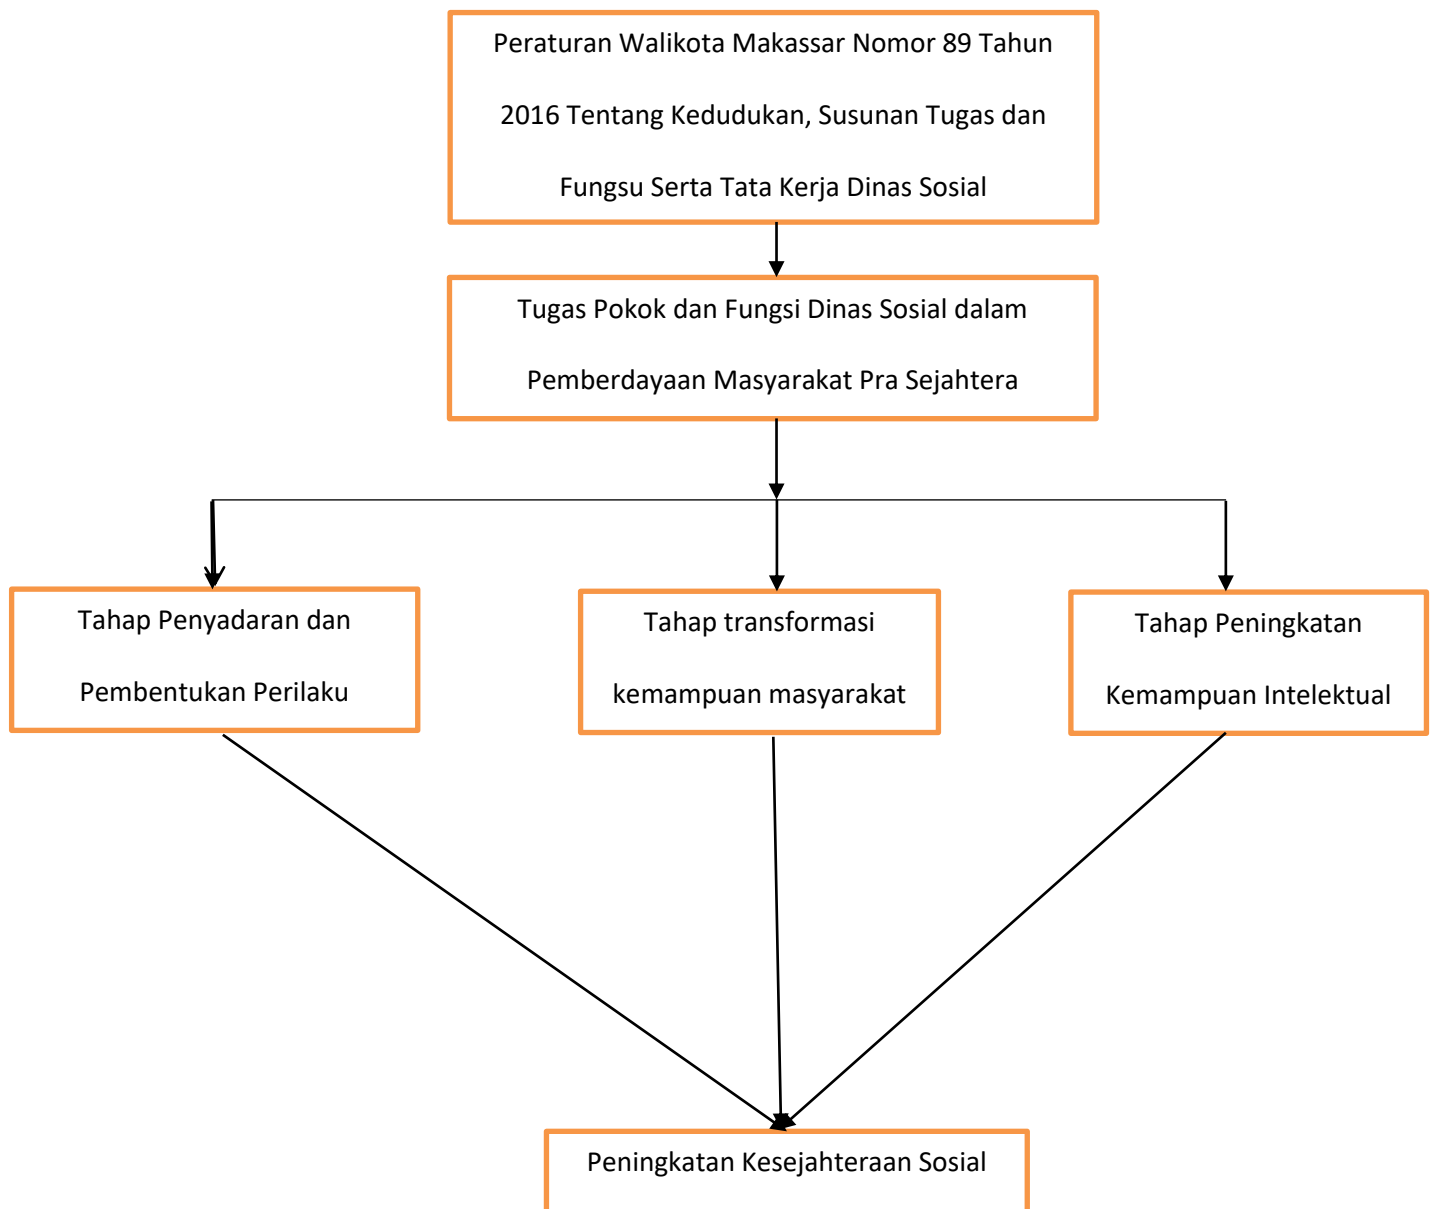 Peraturan Walikota Makassar Nomor 89 Tahun
2016 Tentang Kedudukan, Susunan Tugas dan
Fungsu Serta Tata Kerja Dinas Sosial
Tugas Pokok dan Fungsi Dinas Sosial dalam
Pemberdayaan Masyarakat Pra Sejahtera
Tahap Penyadaran dan
Pembentukan Perilaku
Tahap transformasi
kemampuan masyarakat
Tahap Peningkatan
Kemampuan Intelektual
Peningkatan Kesejahteraan Sosial